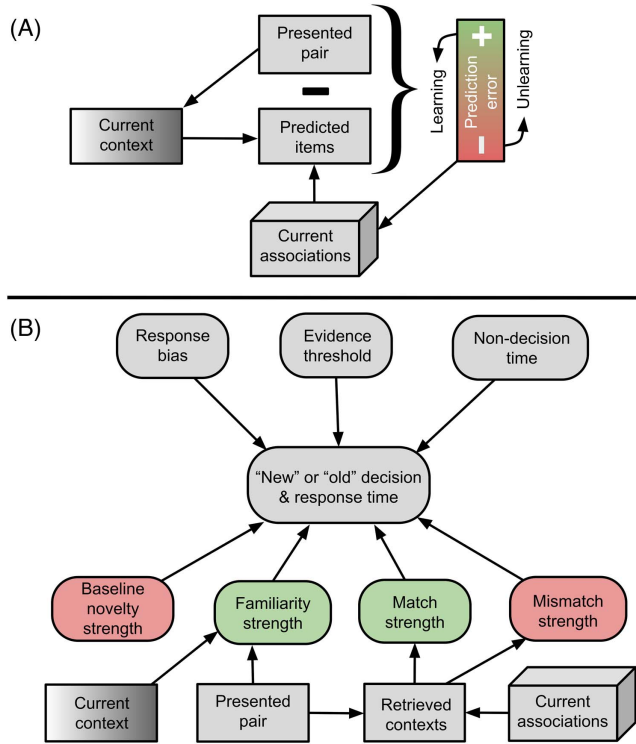 (A)
Presented
pair
Current
context
Predicted
items
Current
associations
Learning
+
Prediction
error
−
Unlearning
(B)
Response
bias
Evidence
threshold
Non-decision
time
“New” or “old” decision
& response time
Baseline
novelty
strength
Familiarity
strength
Match
strength
Mismatch
strength
Current
context
Presented
pair
Retrieved
contexts
Current
associations